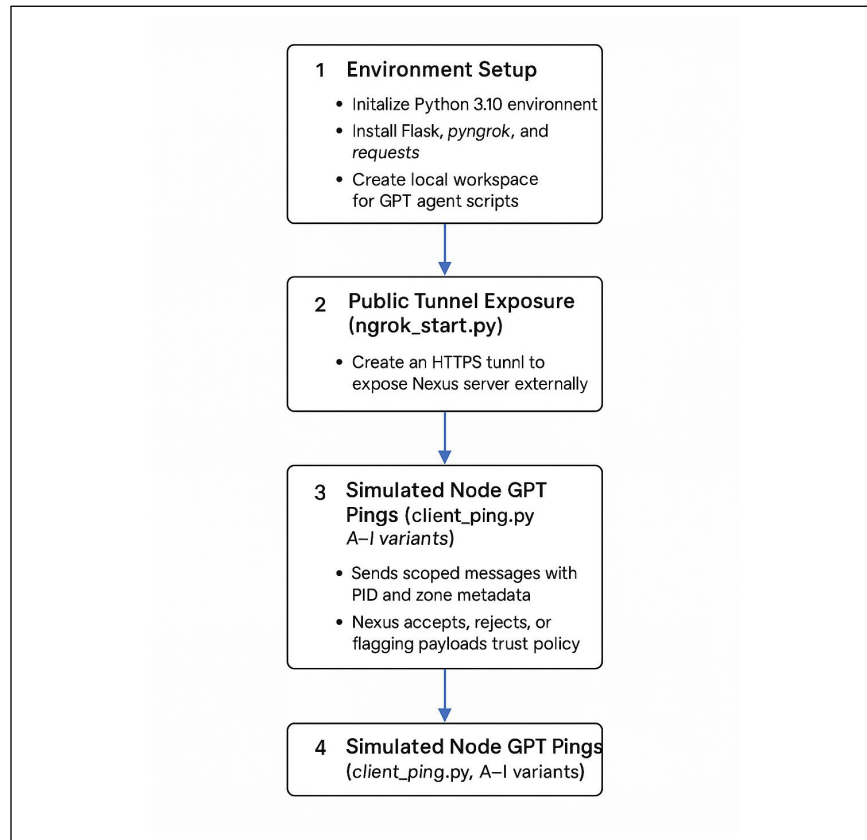 1 Environment Setup
• Initalize Python 3.10 environnent
• Install Flask, pyngrok, and
requests
• Create local workspace
for GPT agent scripts
2 Public Tunnel Exposure
(ngrok_start.py)
• Create an HTTPS tunnl to
expose Nexus server externally
3 Simulated Node GPT
Pings (client_ping.py
A–I variants)
• Sends scoped messages with
PID and zone metadata
• Nexus accepts, rejects, or
flagging payloads trust policy
4 Simulated Node GPT Pings
(client_ping.py, A–I variants)